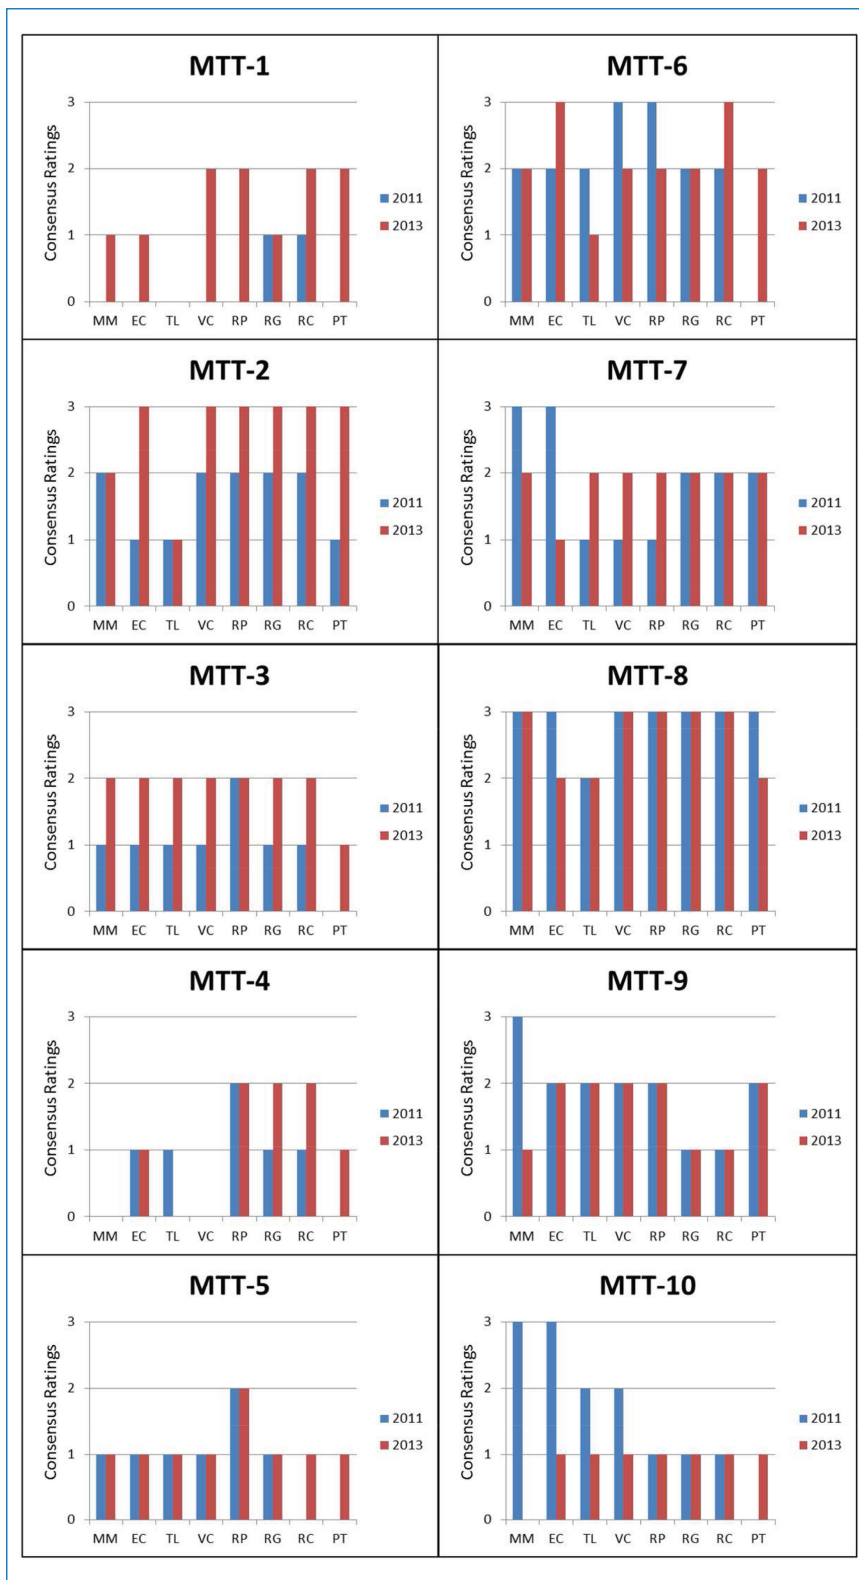 MTT-1
Consensus Ratings
3
2
1
0
MM EC TL VC RP RG RC PT
2011
2013
MTT-6
Consensus Ratings
3
2
1
0
MM EC TL VC RP RG RC PT
2011
2013
MTT-2
Consensus Ratings
3
2
1
0
MM EC TL VC RP RG RC PT
2011
2013
MTT-7
Consensus Ratings
3
2
1
0
MM EC TL VC RP RG RC PT
2011
2013
MTT-3
Consensus Ratings
3
2
1
0
MM EC TL VC RP RG RC PT
2011
2013
MTT-8
Consensus Ratings
3
2
1
0
MM EC TL VC RP RG RC PT
2011
2013
MTT-4
Consensus Ratings
3
2
1
0
MM EC TL VC RP RG RC PT
2011
2013
MTT-9
Consensus Ratings
3
2
1
0
MM EC TL VC RP RG RC PT
2011
2013
MTT-5
Consensus Ratings
3
2
1
0
MM EC TL VC RP RG RC PT
2011
2013
MTT-10
Consensus Ratings
3
2
1
0
MM EC TL VC RP RG RC PT
2011
2013